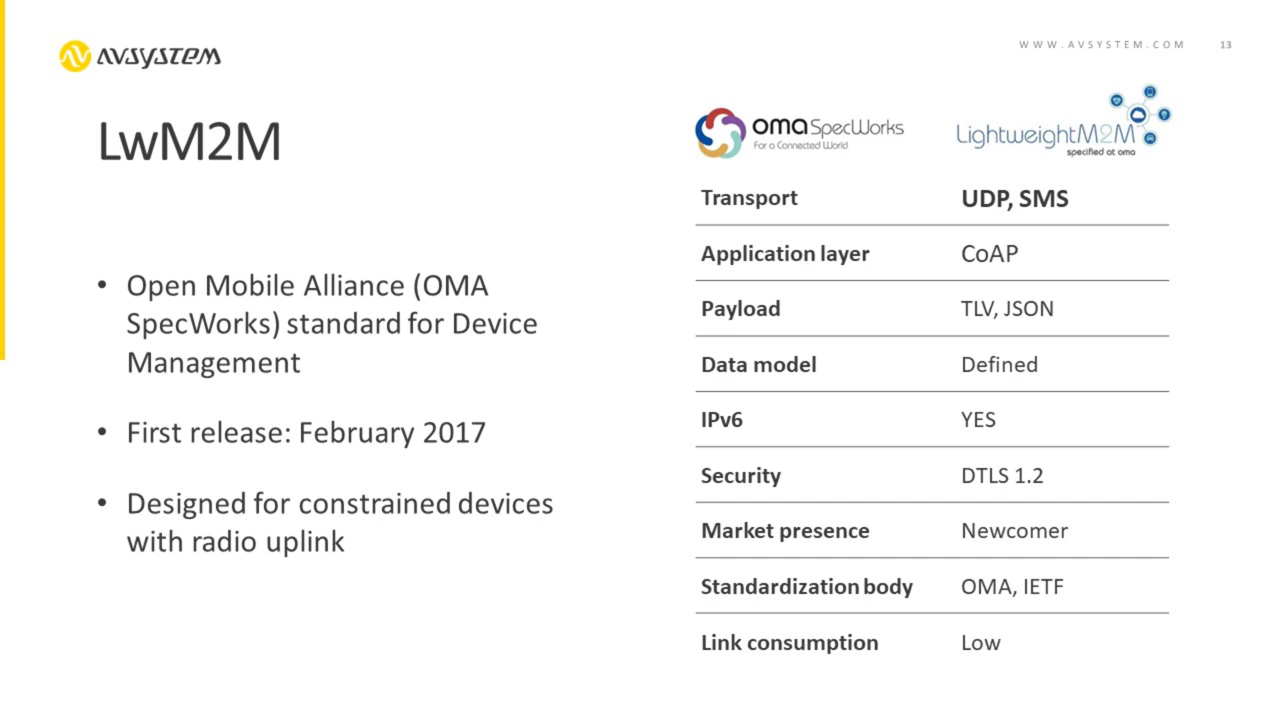 AVSYSTEM
WWW.AVSYSTEM.COM 13
LwM2M
• Open Mobile Alliance (OMA
SpecWorks) standard for Device
Management
• First release: February 2017
• Designed for constrained devices
with radio uplink
oma SpecWorks
For a Connected World
LightweightM2M
specified at oma
Transport UDP, SMS
Application layer CoAP
Payload TLV, JSON
Data model Defined
IPv6 YES
Security DTLS 1.2
Market presence Newcomer
Standardization body OMA, IETF
Link consumption Low